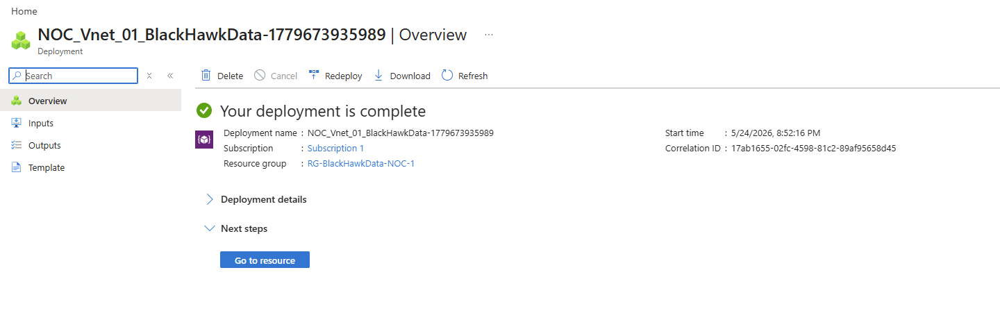 Home
NOC_Vnet_01_BlackHawkData-1779673935989 | Overview ...
Deployment
Search
Delete Cancel Redeploy Download Refresh
Overview
Inputs
Outputs
Template
Your deployment is complete
Deployment name : NOC_Vnet_01_BlackHawkData-1779673935989
Subscription : Subscription 1
Resource group : RG-BlackHawkData-NOC-1
Start time : 5/24/2026, 8:52:16 PM
Correlation ID : 17ab1655-02fc-4598-81c2-89af95658d45
Deployment details
Next steps
Go to resource